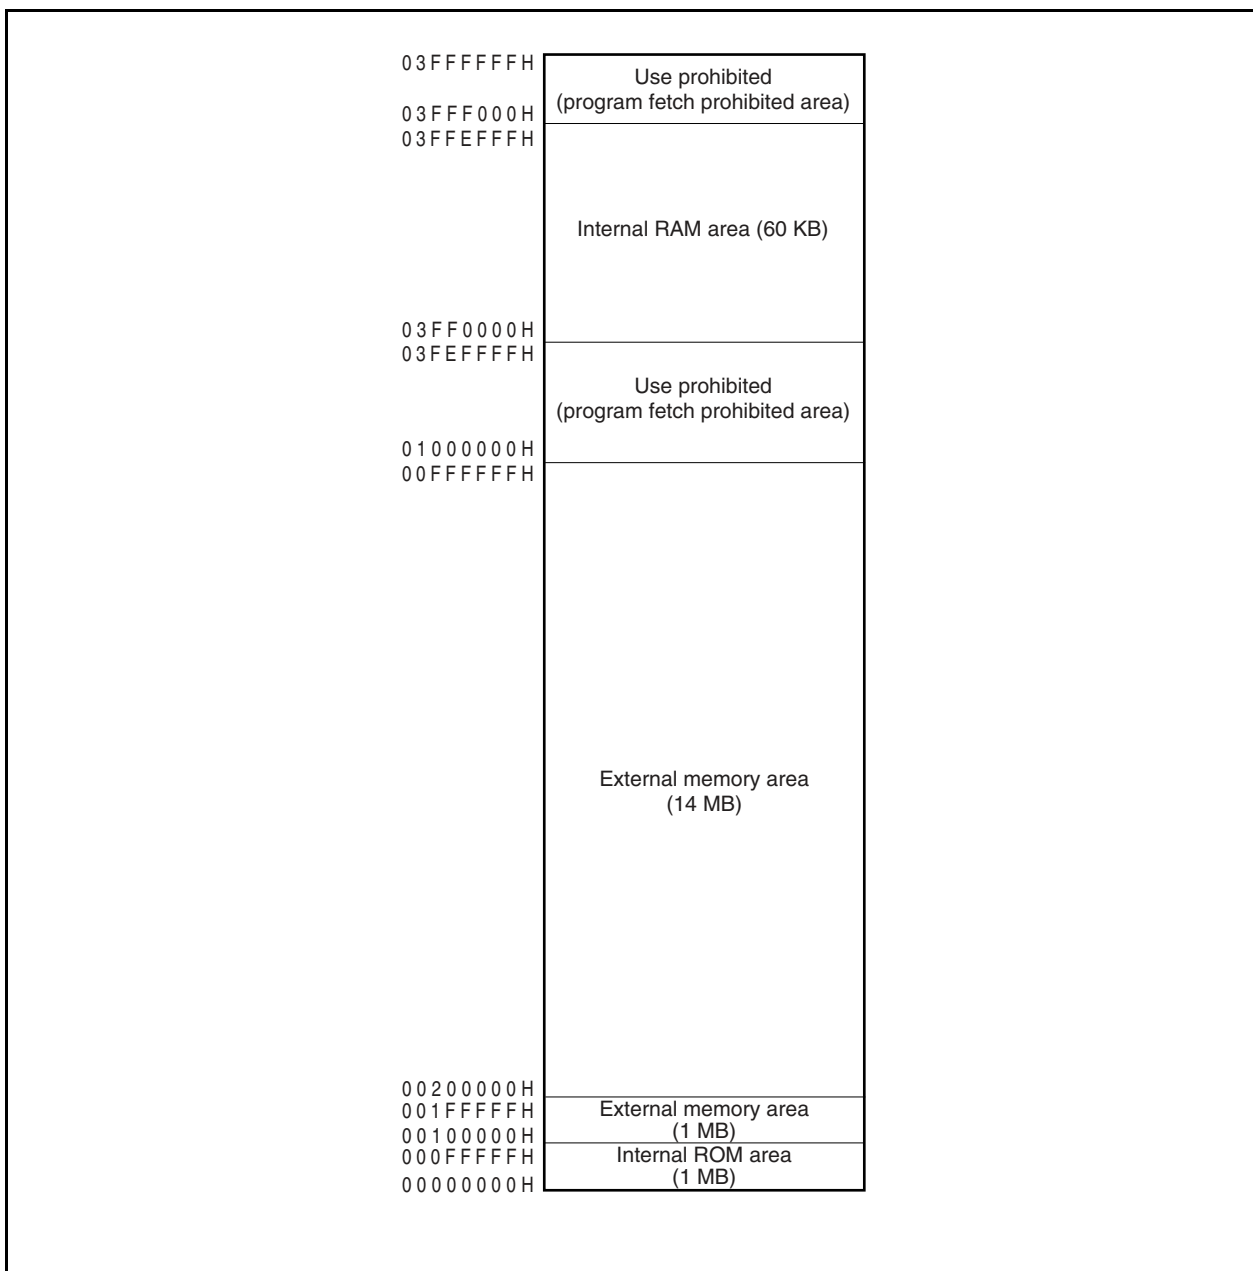 03FFFFFFH
Use prohibited
(program fetch prohibited area)
03FFF000H
03FFEFFFH
Internal RAM area (60 KB)
03FF0000H
03FEFFFFH
Use prohibited
(program fetch prohibited area)
01000000H
00FFFFFFH
External memory area
(14 MB)
00200000H
001FFFFFH
External memory area
(1 MB)
00100000H
000FFFFFH
Internal ROM area
(1 MB)
00000000H